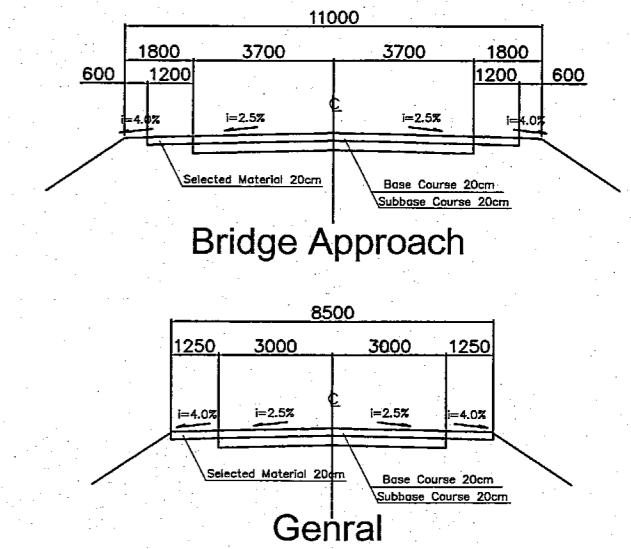 11000
1800 3700 3700 1800
600 1200 1200 600
℄
i=4.0% i=2.5% i=2.5% i=4.0%
Selected Material 20cm
Base Course 20cm
Subbase Course 20cm
Bridge Approach
8500
1250 3000 3000 1250
℄
i=4.0% i=2.5% i=2.5% i=4.0%
Selected Material 20cm
Base Course 20cm
Subbase Course 20cm
Genral